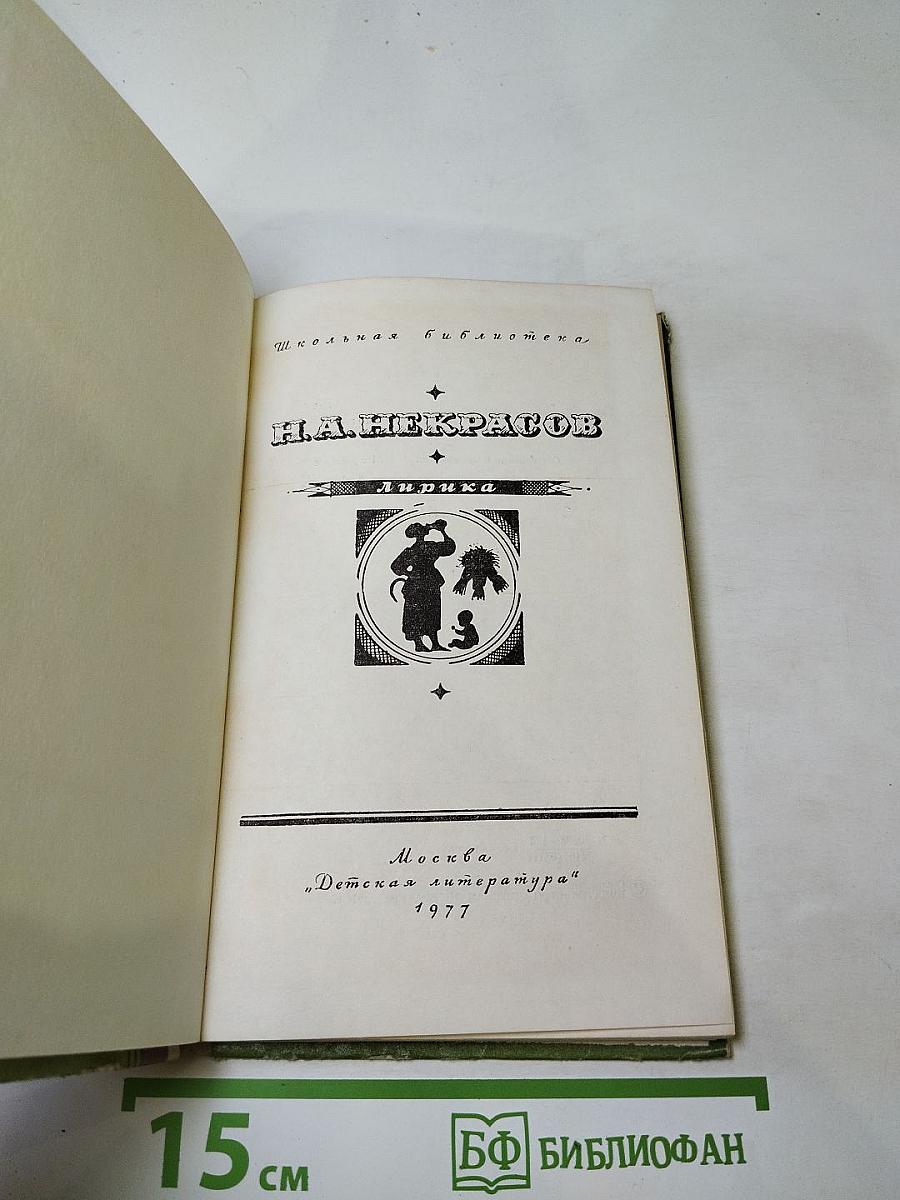 Школьная библиотека
Н.А.НЕКРАСОВ
Лирика
Москва
„Детская литература“
1977
15 см
БФ БИБЛИОФАН